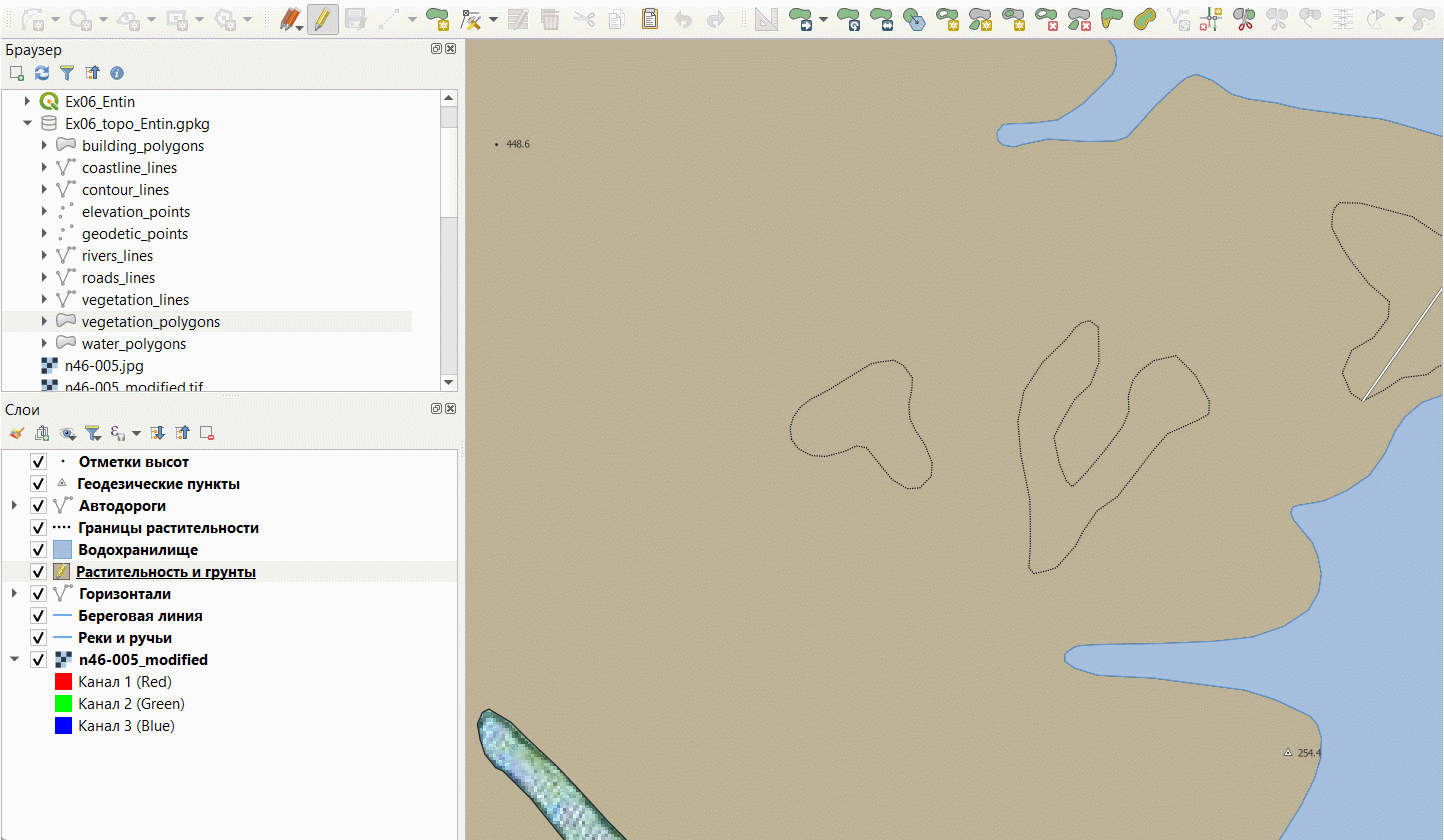 Браузер
Ex06_Entin
Ex06_topo_Entin.gpkg
building_polygons
coastline_lines
contour_lines
elevation_points
geodetic_points
rivers_lines
roads_lines
vegetation_lines
vegetation_polygons
water_polygons
n46-005.jpg
n46-005_modified.tif
Слои
Отметки высот
Геодезические пункты
Автодороги
Границы растительности
Водохранилище
Растительность и грунты
Горизонтали
Береговая линия
Реки и ручьи
n46-005_modified
Канал 1 (Red)
Канал 2 (Green)
Канал 3 (Blue)
448.6
254.4